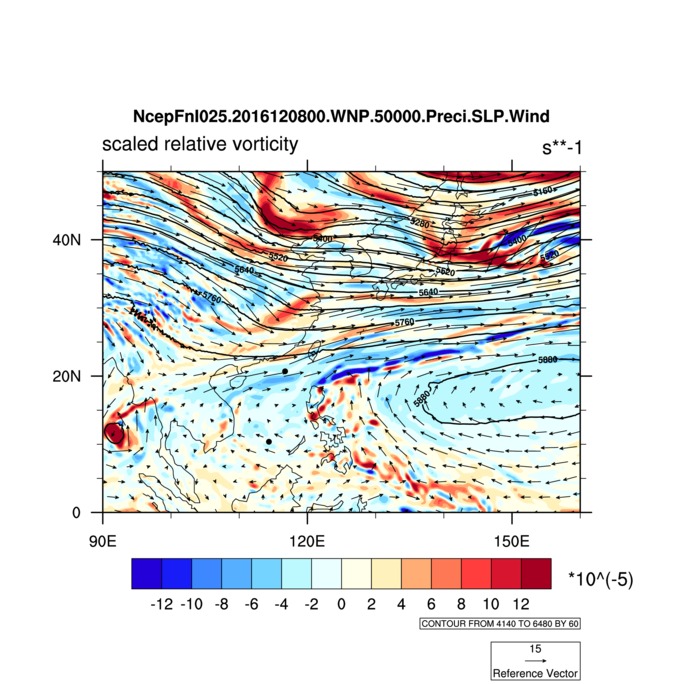 NcepFnl025.2016120800.WNP.50000.Preci.SLP.Wind
scaled relative vorticity s**-1
5160
5280
5400
5400
5520
5520
5640
5640
5760
5760
5880
5880
40N
20N
0
90E 120E 150E
-12 -10 -8 -6 -4 -2 0 2 4 6 8 10 12
*10^(-5)
CONTOUR FROM 4140 TO 6480 BY 60
15
Reference Vector